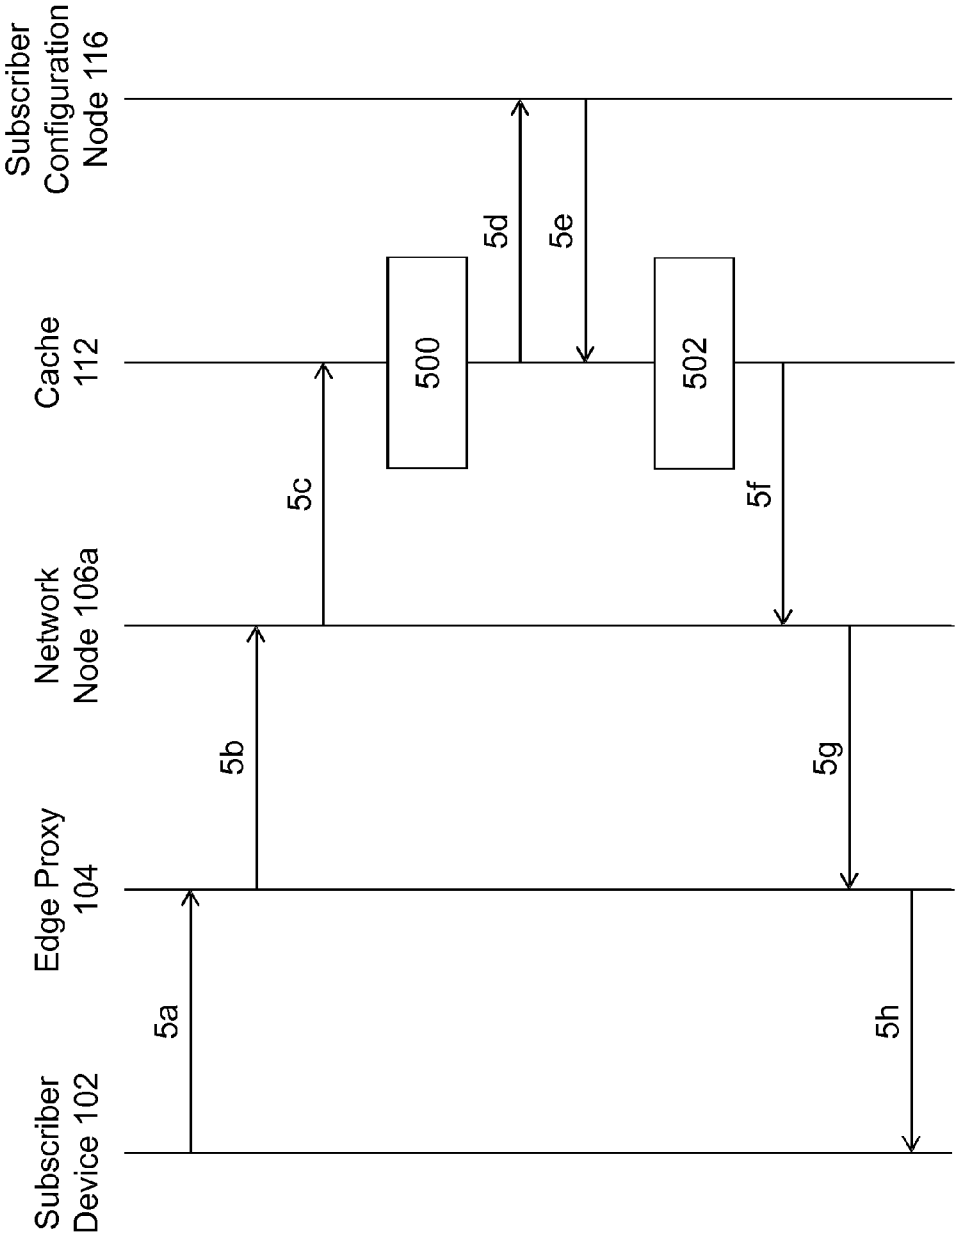 Subscriber
Device 102
Edge Proxy
104
Network
Node 106a
Cache
112
Subscriber
Configuration
Node 116
5a
5b
5c
500
5d
5e
502
5f
5g
5h